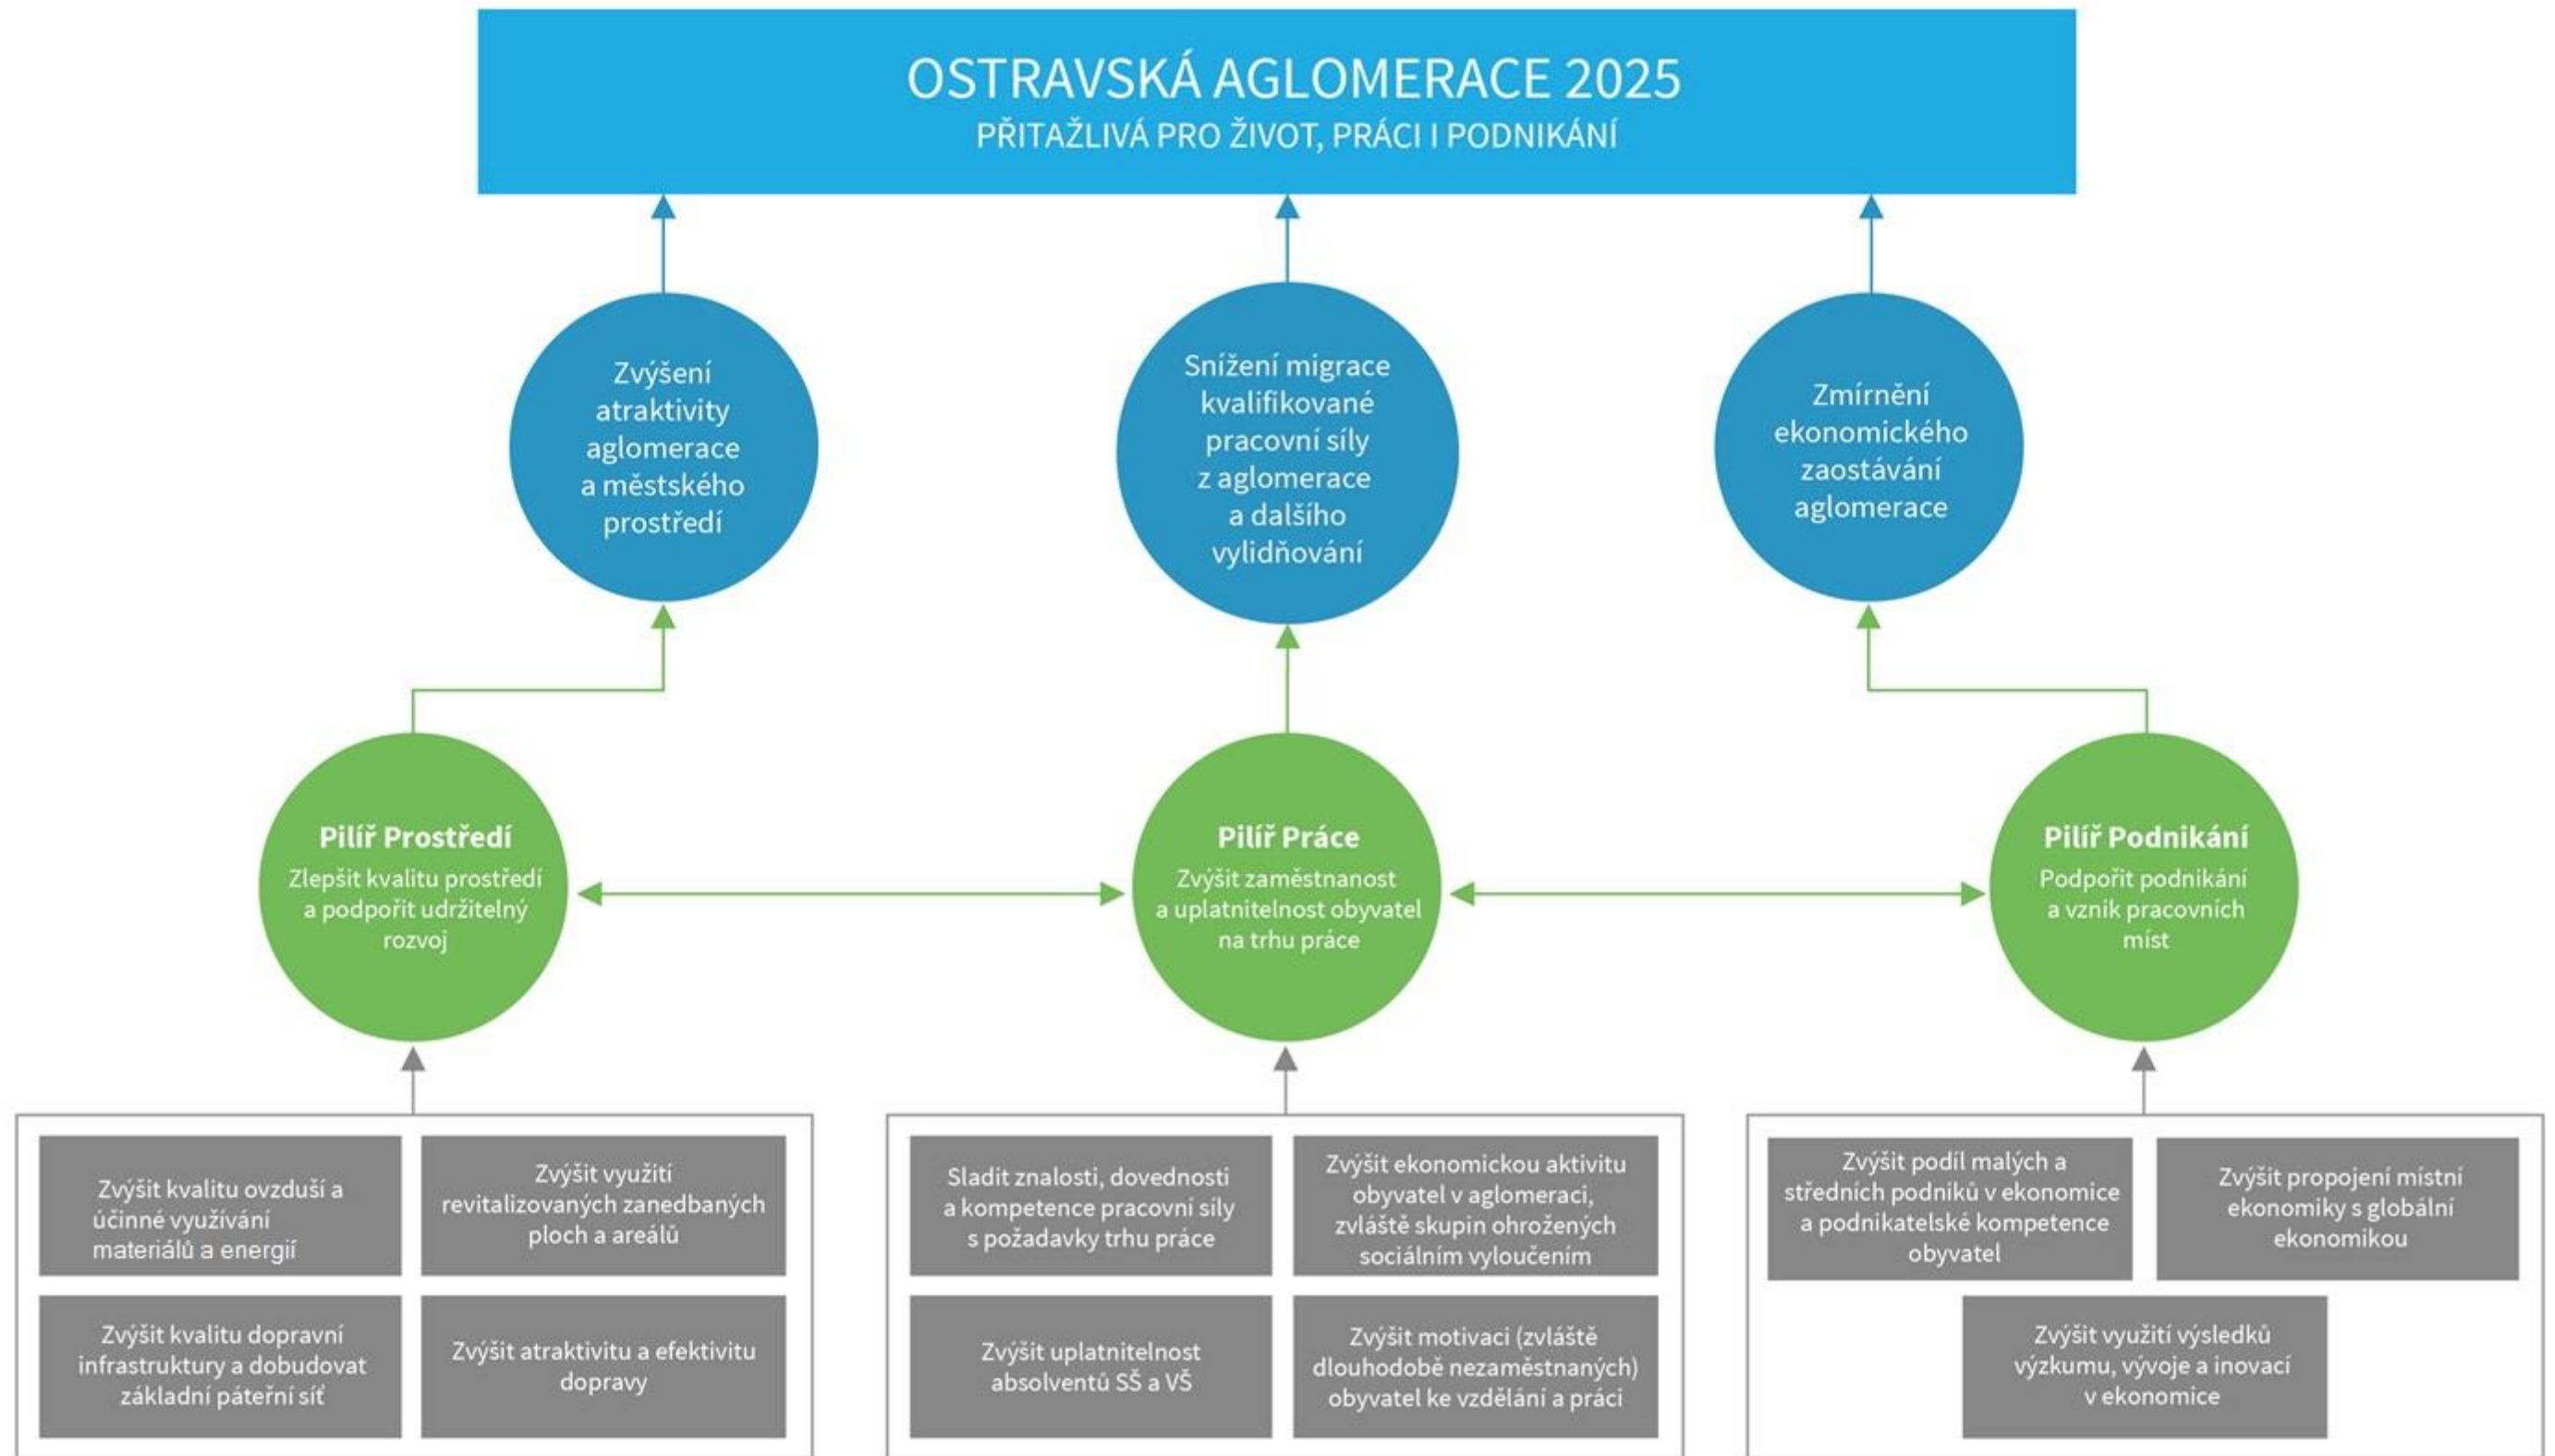 OSTRAVSKÁ AGLOMERACE 2025
PŘITAŽLIVÁ PRO ŽIVOT, PRÁCI I PODNIKÁNÍ
Zvýšení
atraktivity
aglomerace
a městského
prostředí
Snížení migrace
kvalifikované
pracovní síly
z aglomerace
a dalšího
vylidňování
Zmírnění
ekonomického
zaostávání
aglomerace
Pilíř Prostředí
Zlepšit kvalitu prostředí
a podpořit udržitelný
rozvoj
Pilíř Práce
Zvýšit zaměstnanost
a uplatnitelnost obyvatel
na trhu práce
Pilíř Podnikání
Podpořit podnikání
a vznik pracovních
míst
Zvýšit kvalitu ovzduší a
účinné využívání
materiálů a energií
Zvýšit využití
revitalizovaných zanedbaných
ploch a areálů
Zvýšit kvalitu dopravní
infrastruktury a dobudovat
základní páteřní síť
Zvýšit atraktivitu a efektivitu
dopravy
Sladit znalosti, dovednosti
a kompetence pracovní síly
s požadavky trhu práce
Zvýšit ekonomickou aktivitu
obyvatel v aglomeraci,
zvláště skupin ohrožených
sociálním vyloučením
Zvýšit uplatnitelnost
absolventů SŠ a VŠ
Zvýšit motivaci (zvláště
dlouhodobě nezaměstnaných)
obyvatel ke vzdělání a práci
Zvýšit podíl malých a
středních podniků v ekonomice
a podnikatelské kompetence
obyvatel
Zvýšit propojení místní
ekonomiky s globální
ekonomikou
Zvýšit využití výsledků
výzkumu, vývoje a inovací
v ekonomice